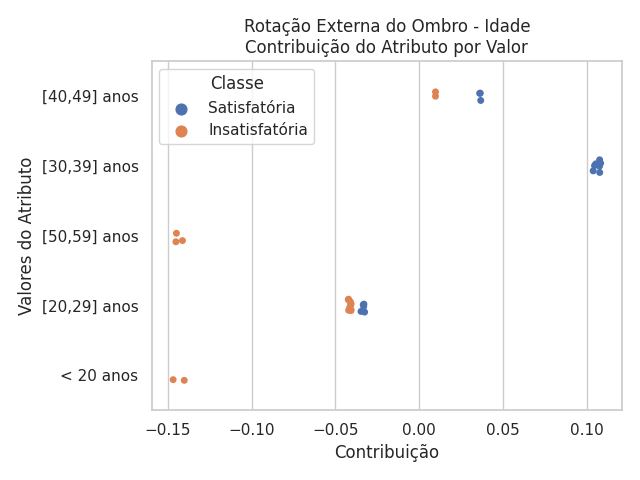 Rotação Externa do Ombro - Idade
Contribuição do Atributo por Valor
Classe
Satisfatória
Insatisfatória
Valores do Atributo
[40,49] anos
[30,39] anos
[50,59] anos
[20,29] anos
< 20 anos
−0.15 −0.10 −0.05 0.00 0.05 0.10
Contribuição